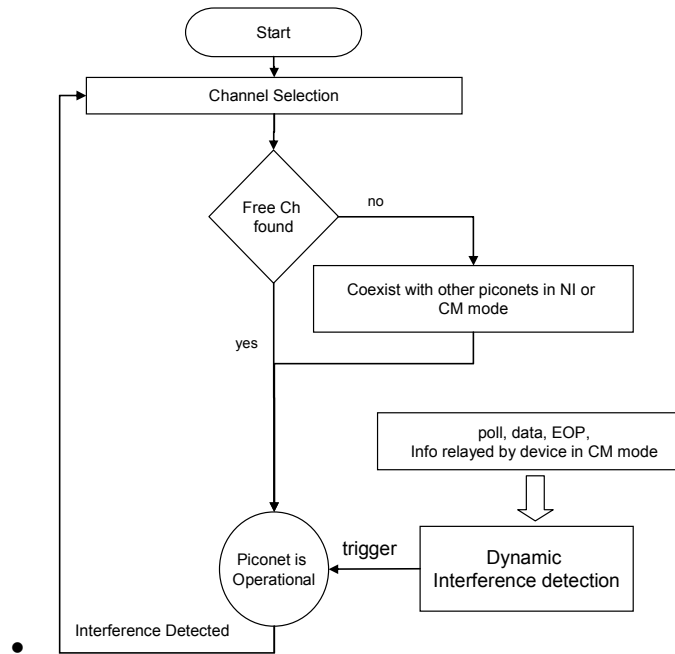 Start
Channel Selection
Free Ch
found
no
Coexist with other piconets in NI or
CM mode
yes
poll, data, EOP,
Info relayed by device in CM mode
Piconet is
Operational
trigger
Dynamic
Interference detection
Interference Detected